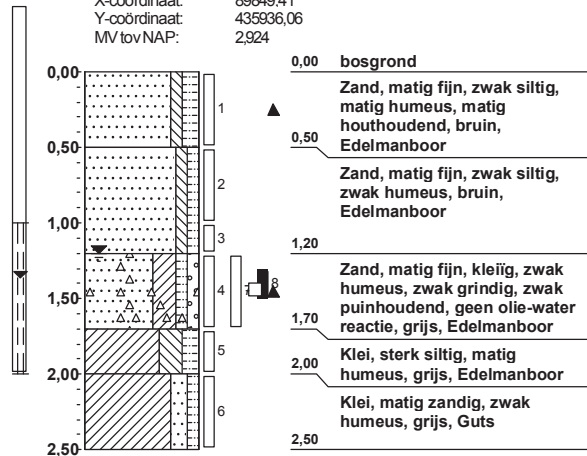 X-coördinaat: 89849,41
Y-coördinaat: 435936,06
MV tov NAP: 2,924
0,00
0,00 bosgrond
Zand, matig fijn, zwak siltig,
matig humeus, matig
houthoudend, bruin,
Edelmanboor
1
0,50
0,50
Zand, matig fijn, zwak siltig,
zwak humeus, bruin,
Edelmanboor
2
1,00
3
1,20
Zand, matig fijn, kleiïg, zwak
humeus, zwak grindig, zwak
puinhoudend, geen olie-water
reactie, grijs, Edelmanboor
4
7
8
1,50
1,70
Klei, sterk siltig, matig
humeus, grijs, Edelmanboor
5
2,00
2,00
Klei, matig zandig, zwak
humeus, grijs, Guts
6
2,50
2,50